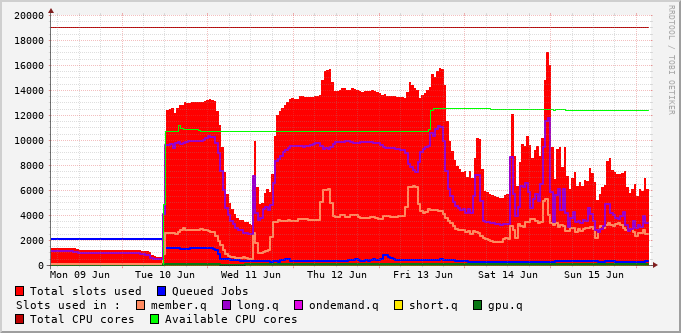 RRDTOOL / TOBI OETIKER
20000
18000
16000
14000
12000
10000
8000
6000
4000
2000
0
Mon 09 Jun Tue 10 Jun Wed 11 Jun Thu 12 Jun Fri 13 Jun Sat 14 Jun Sun 15 Jun
Total slots used Queued Jobs
Slots used in : member.q long.q ondemand.q short.q gpu.q
Total CPU cores Available CPU cores